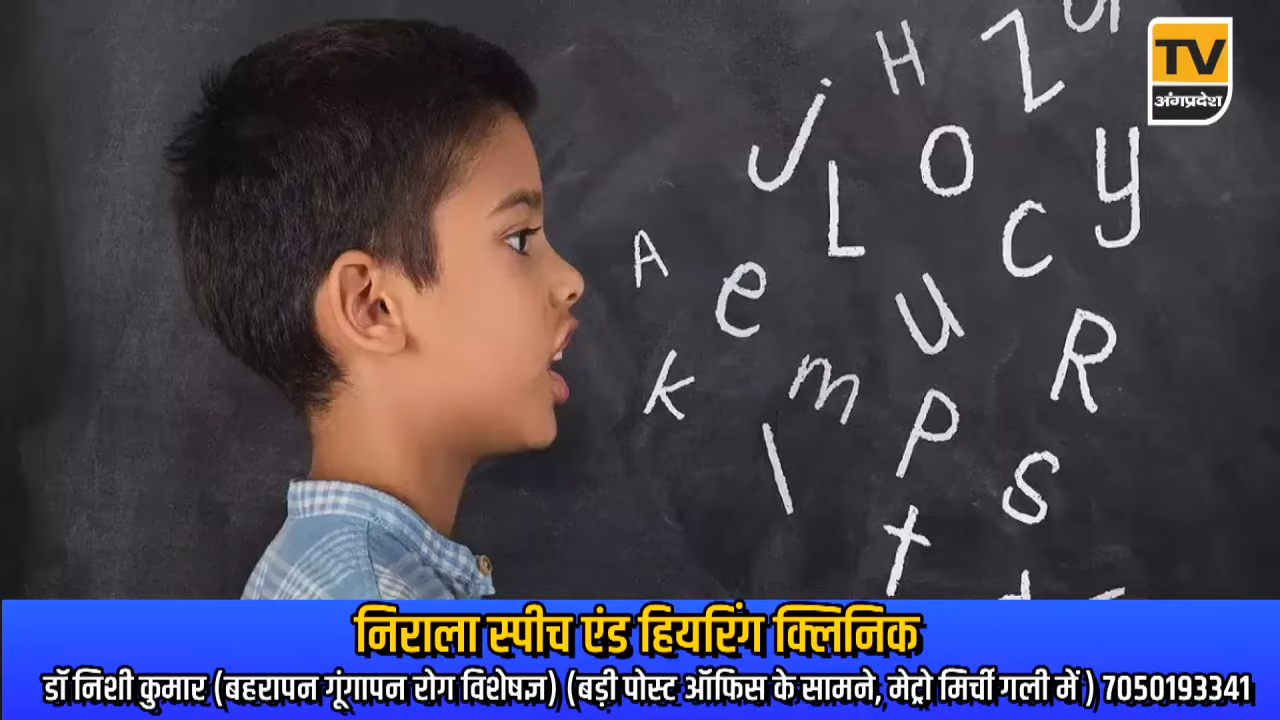 TV
अंगप्रदेश
H
Z
J
O
y
L
C
A
e
u
R
K
m
P
l
S
t
निराला स्पीच एंड हियरिंग क्लिनिक
डॉ निशी कुमार (बहरापन गूंगापन रोग विशेषज्ञ) (बड़ी पोस्ट ऑफिस के सामने, मेट्रो मिर्ची गली में ) 7050193341